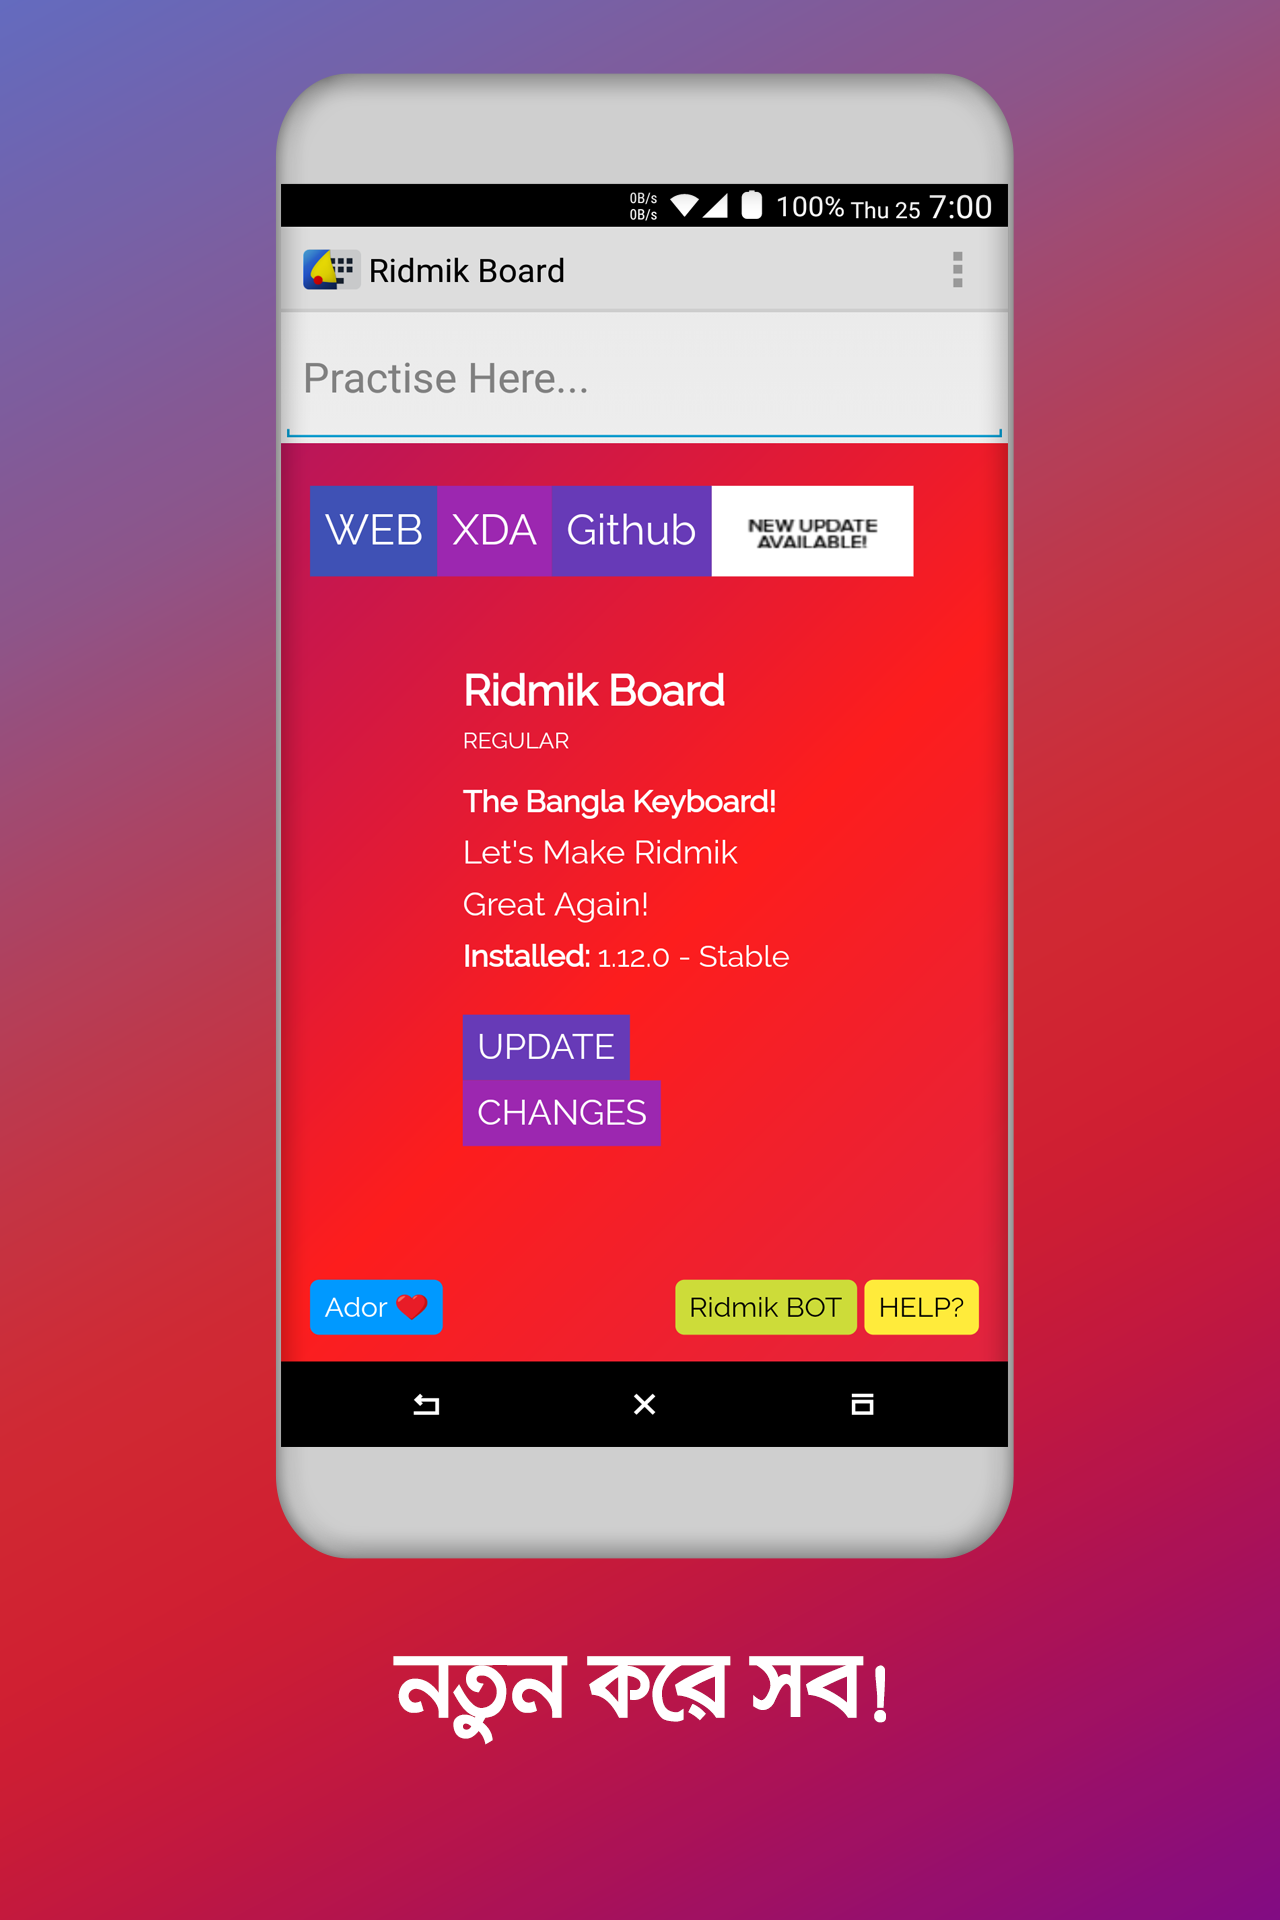 0B/s
0B/s
100% Thu 25 7:00
Ridmik Board
Practise Here...
WEB XDA Github
NEW UPDATE
AVAILABLE!
Ridmik Board
REGULAR
The Bangla Keyboard!
Let's Make Ridmik
Great Again!
Installed: 1.12.0 - Stable
UPDATE
CHANGES
Ador ❤️ Ridmik BOT HELP?
নতুন করে সব!